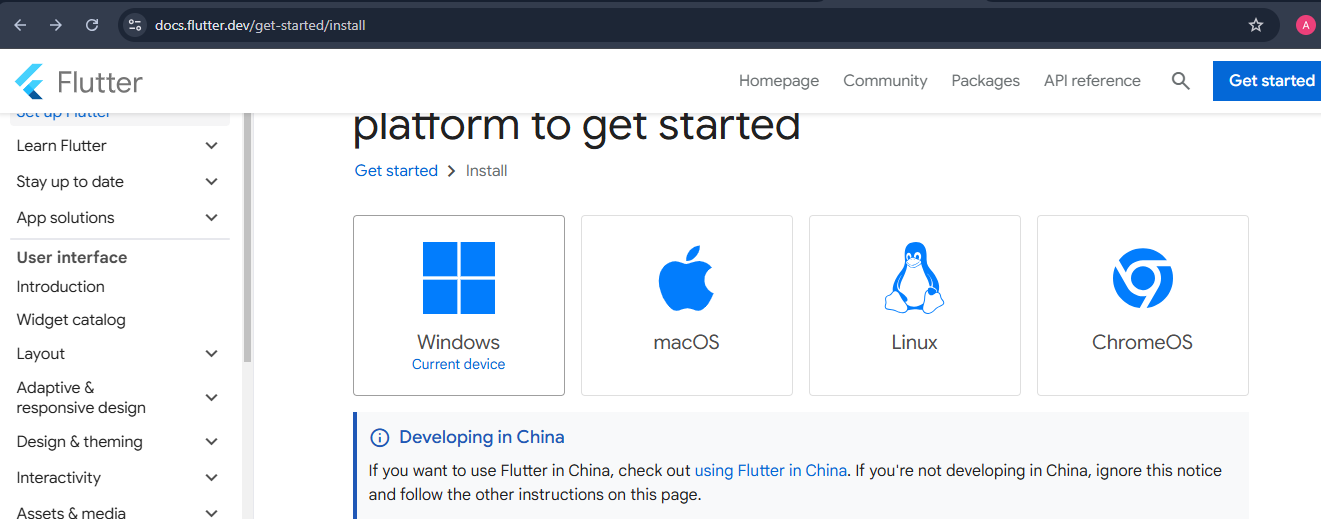 docs.flutter.dev/get-started/install
A
Flutter
Homepage
Community
Packages
API reference
Get started
Set up Flutter
Learn Flutter
Stay up to date
App solutions
User interface
Introduction
Widget catalog
Layout
Adaptive &
responsive design
Design & theming
Interactivity
Assets & media
platform to get started
Get started
Install
Windows
Current device
macOS
Linux
ChromeOS
Developing in China
If you want to use Flutter in China, check out using Flutter in China. If you're not developing in China, ignore this notice
and follow the other instructions on this page.